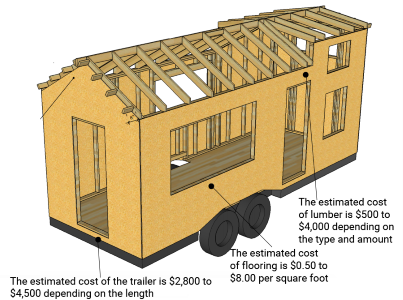 The estimated cost
of lumber is $500 to
$4,000 depending on
the type and amount
The estimated cost
of flooring is $0.50 to
$8.00 per square foot
The estimated cost of the trailer is $2,800 to
$4,500 depending on the length